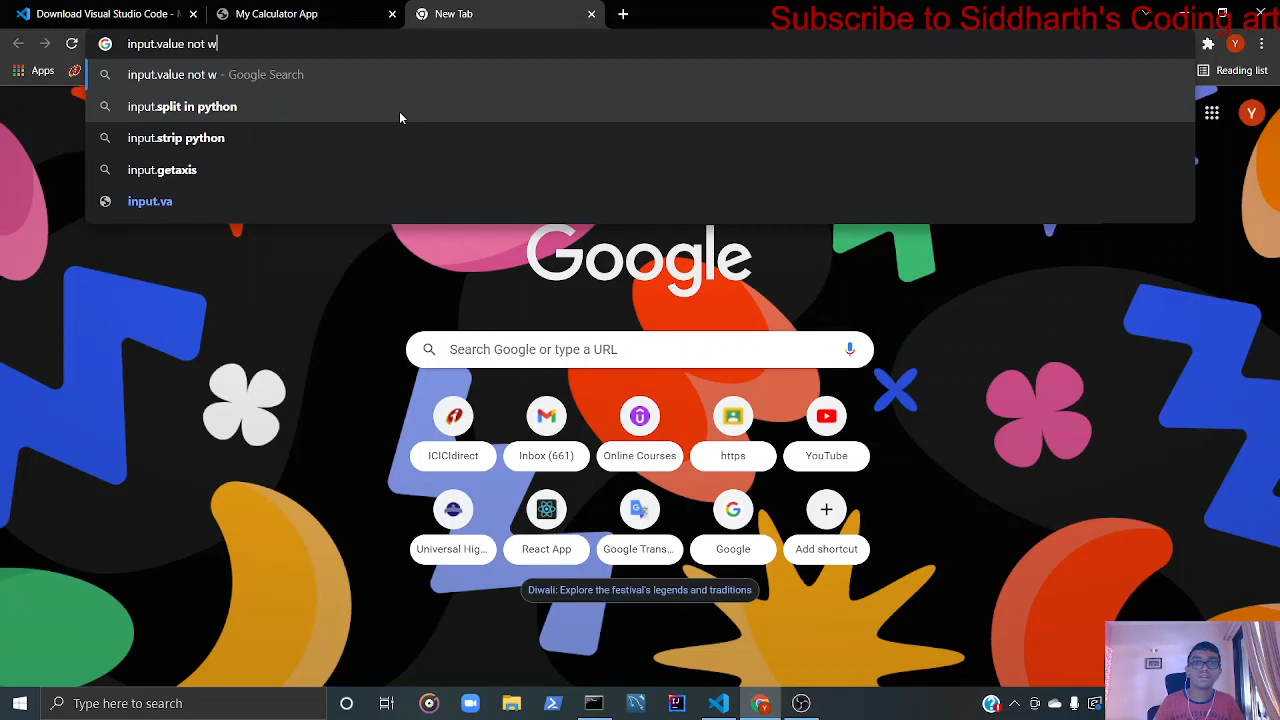 Subscribe to Siddharth's Coding art
Download Visual Studio Code - M
My Calculator App
New Tab
input.value not w
Apps
Reading list
input.value not w - Google Search
input.split in python
input.strip python
input.getaxis
input.va
Y
Y
Google
Search Google or type a URL
ICICIdirect
Inbox (661)
Online Courses
https
YouTube
Universal Hig...
React App
Google Trans...
Google
Add shortcut
Diwali: Explore the festival's legends and traditions
Type here to search